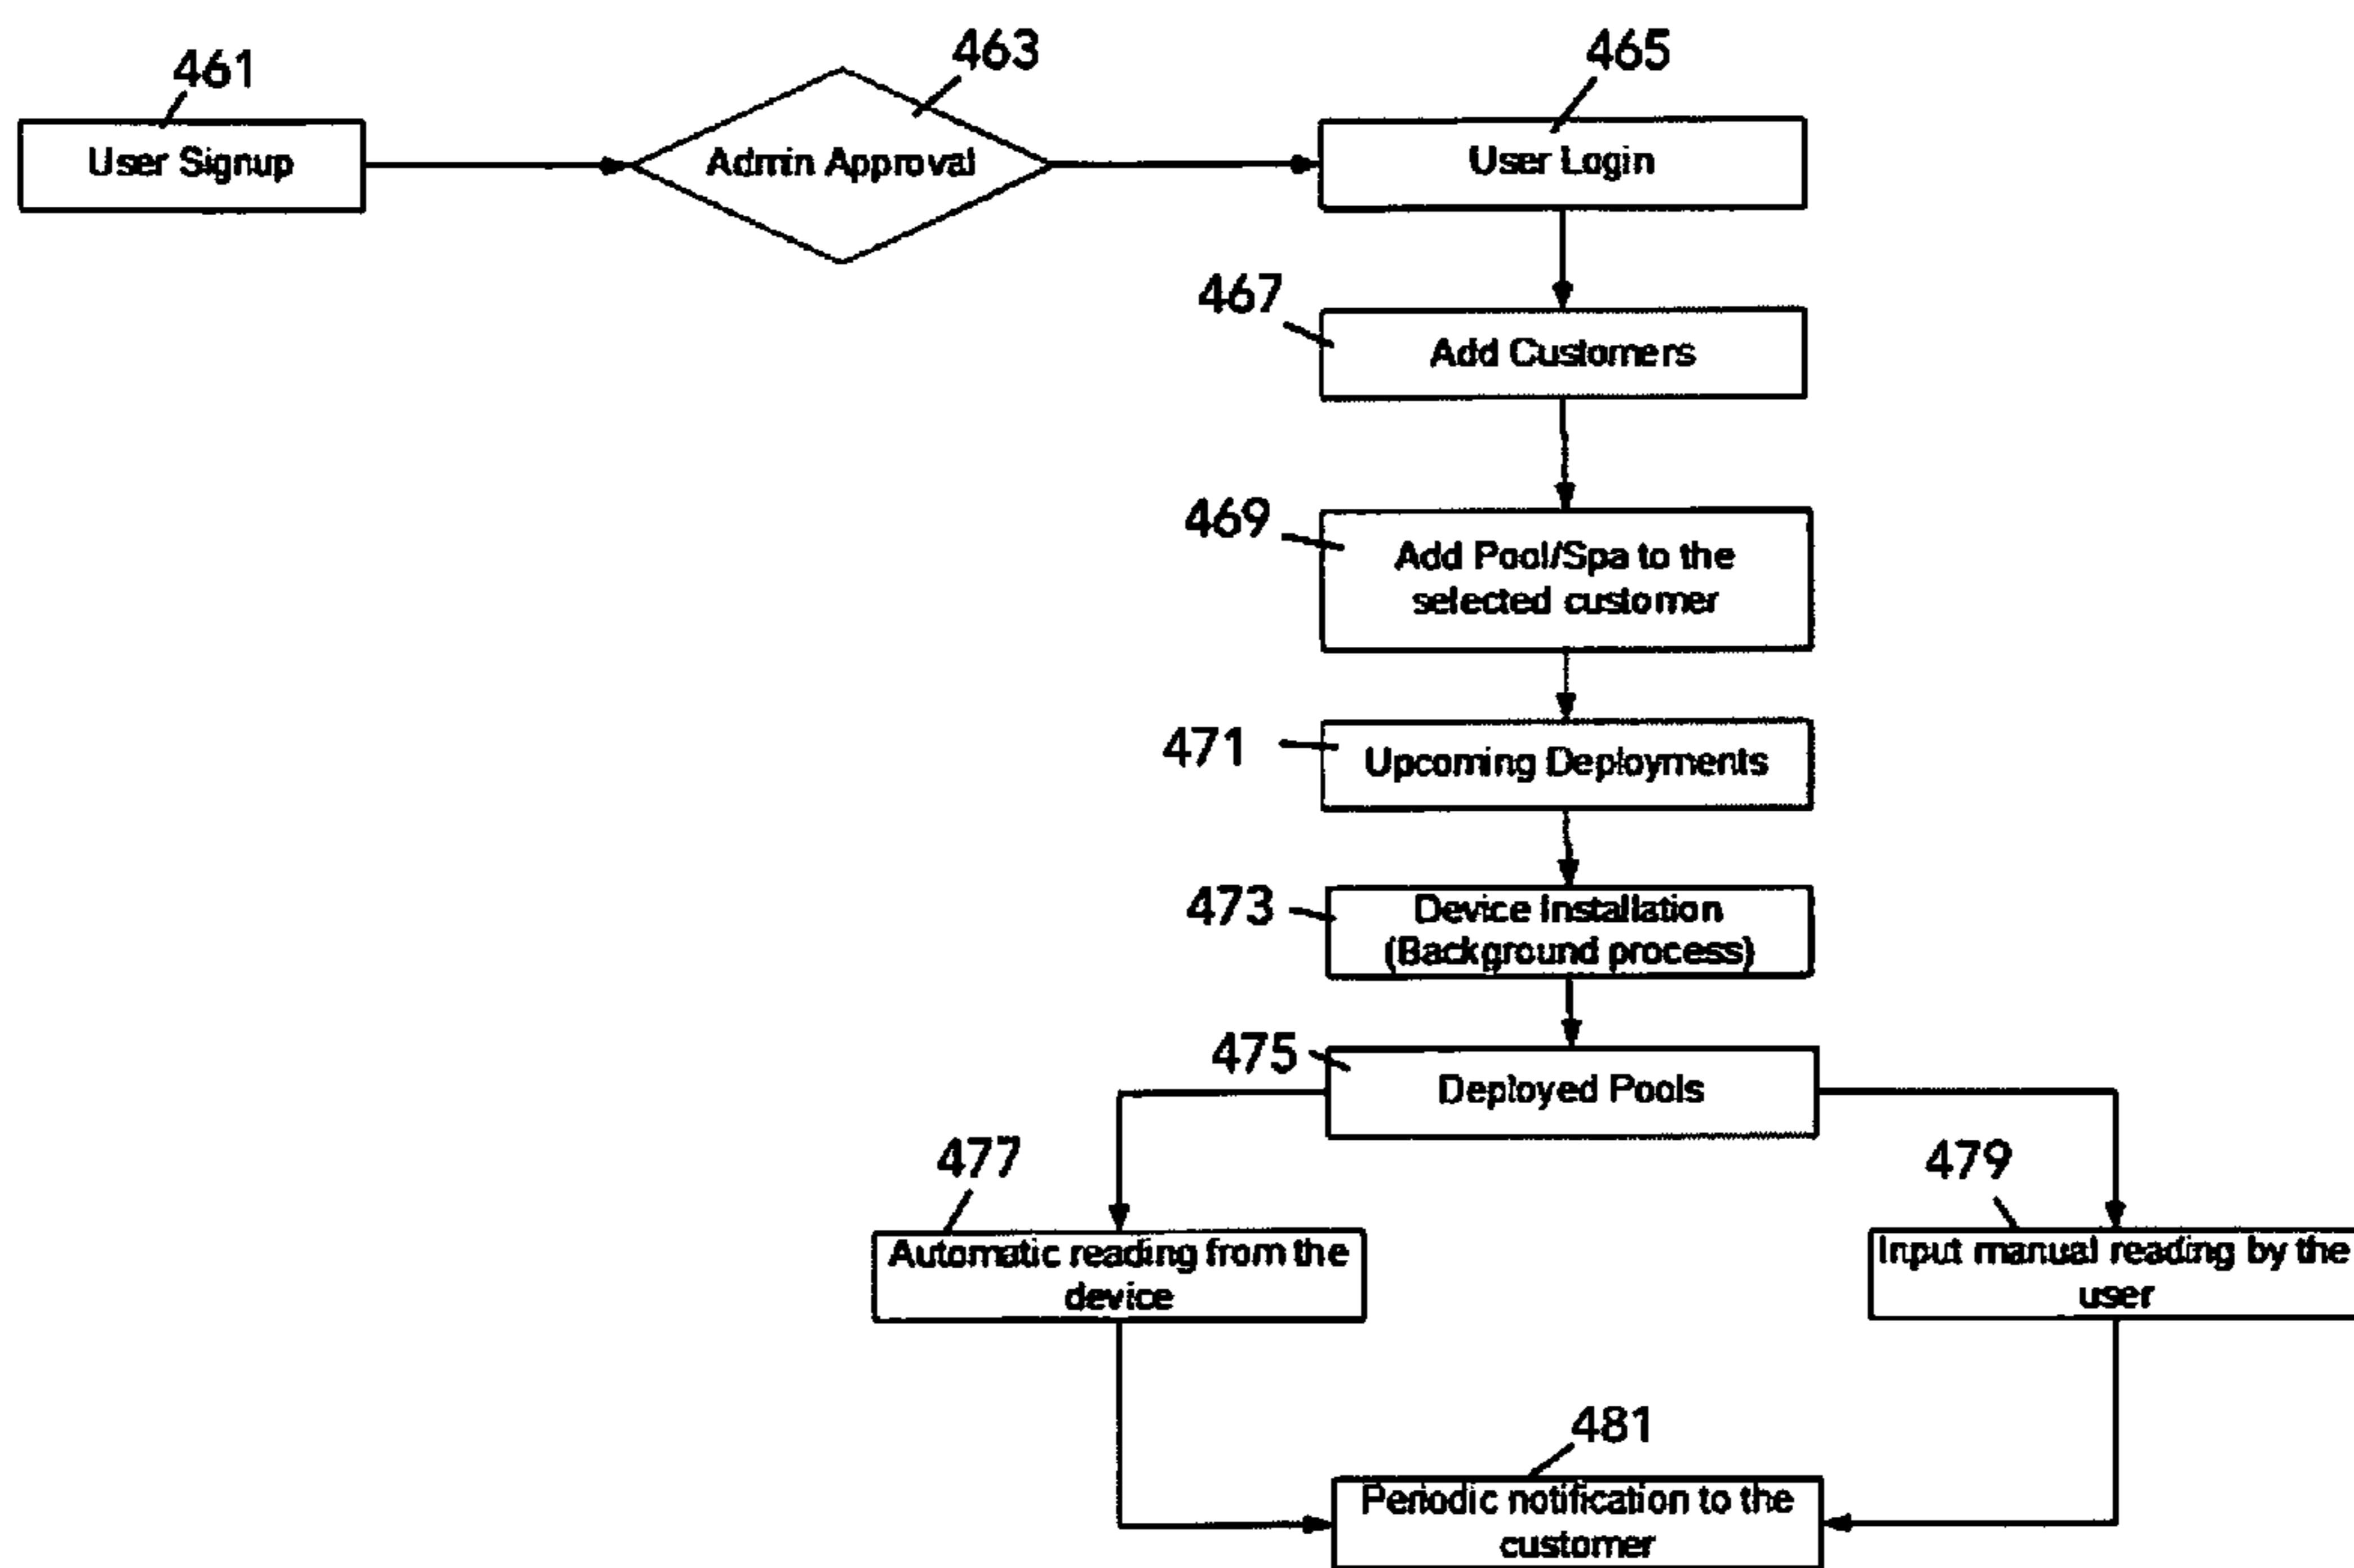 461
463
465
User Signup
Admin Approval
User Login
467
Add Customers
469
Add Pool/Spa to the
selected customer
471
Upcoming Deployments
473
Device Installation
(Background process)
475
Deployed Pools
477
479
Automatic reading from the
device
Input manual reading by the
user
481
Periodic notification to the
customer